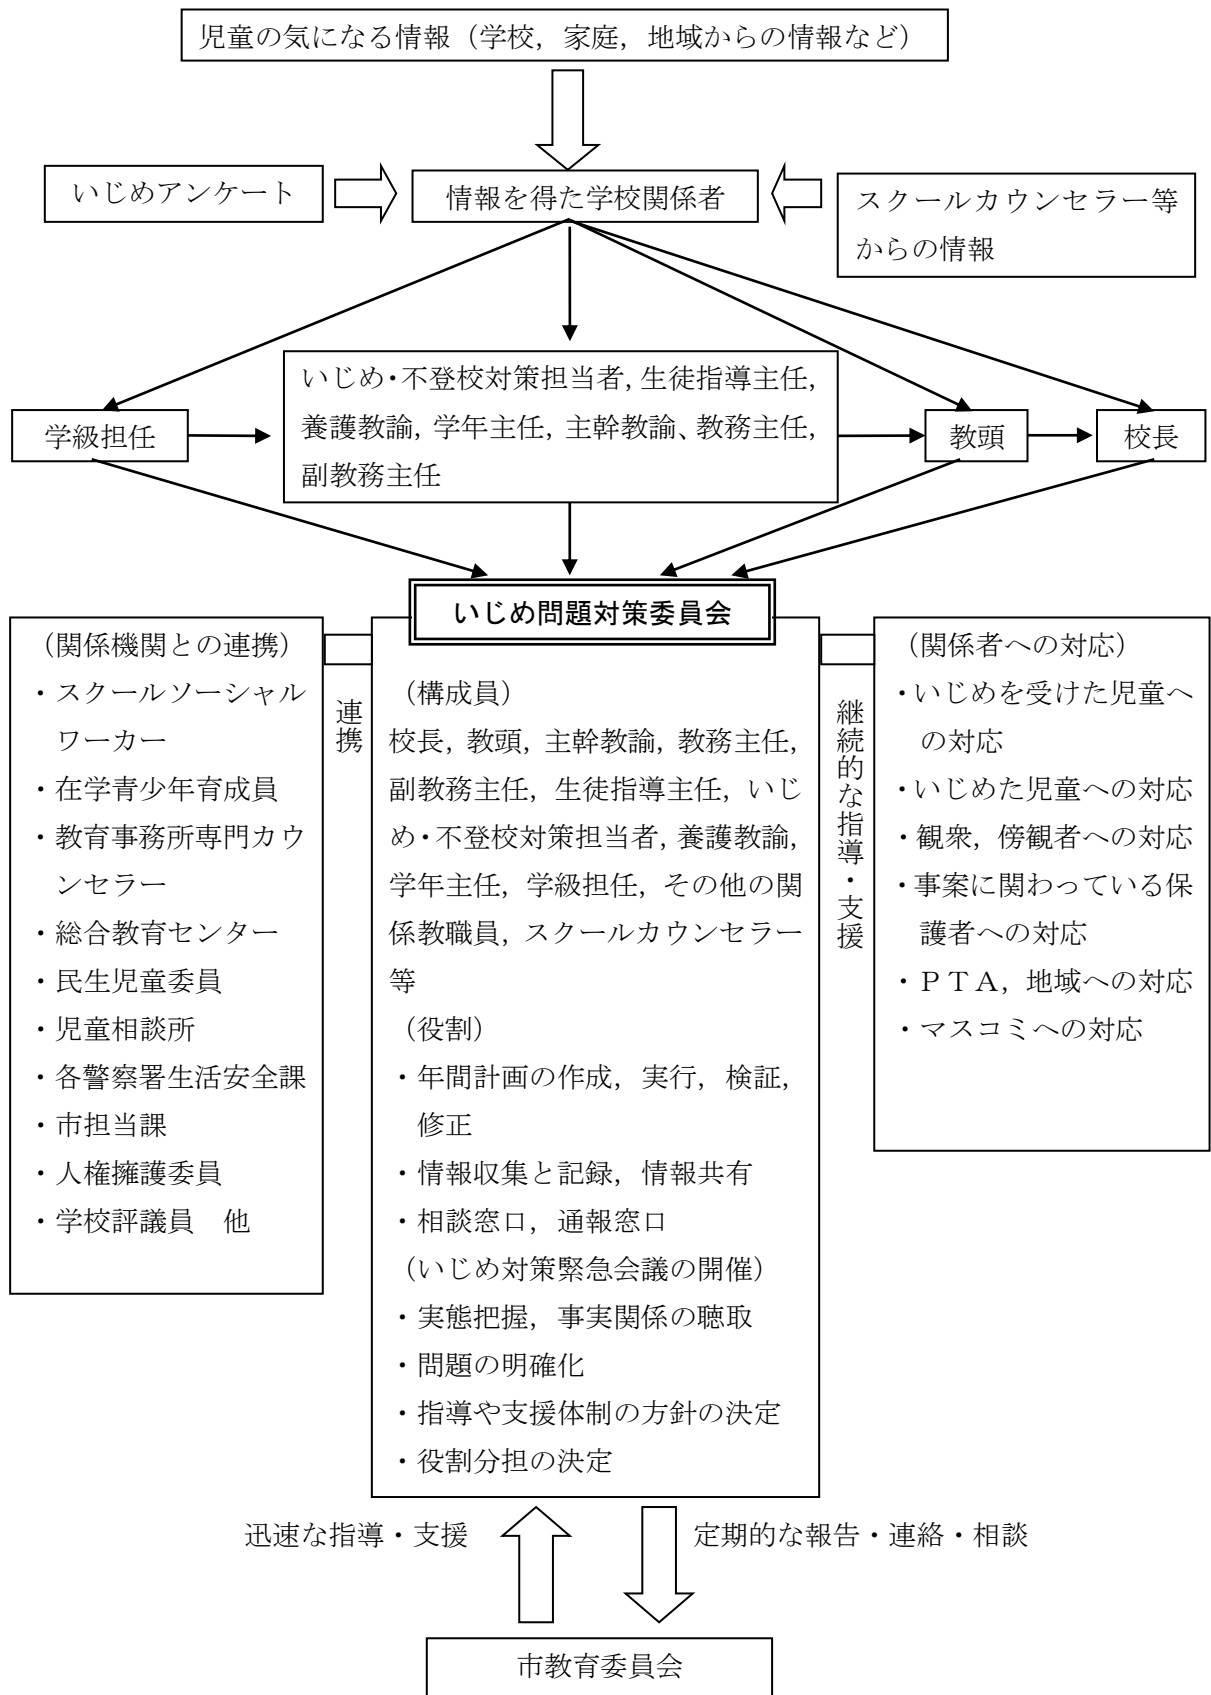 児童の気になる情報（学校，家庭，地域からの情報など）
いじめアンケート
情報を得た学校関係者
スクールカウンセラー等
からの情報
学級担任
いじめ・不登校対策担当者，生徒指導主任，
養護教諭，学年主任，主幹教諭、教務主任，
副教務主任
教頭
校長
いじめ問題対策委員会
（関係機関との連携）
・スクールソーシャル
ワーカー
・在学青少年育成員
・教育事務所専門カウ
ンセラー
・総合教育センター
・民生児童委員
・児童相談所
・各警察署生活安全課
・市担当課
・人権擁護委員
・学校評議員　他
連携
（構成員）
校長，教頭，主幹教諭，教務主任，
副教務主任，生徒指導主任，いじ
め・不登校対策担当者，養護教諭，
学年主任，学級担任，その他の関
係教職員，スクールカウンセラー
等
（役割）
・年間計画の作成，実行，検証，
修正
・情報収集と記録，情報共有
・相談窓口，通報窓口
（いじめ対策緊急会議の開催）
・実態把握，事実関係の聴取
・問題の明確化
・指導や支援体制の方針の決定
・役割分担の決定
継続的な指導・支援
（関係者への対応）
・いじめを受けた児童へ
の対応
・いじめた児童への対応
・観衆，傍観者への対応
・事案に関わっている保
護者への対応
・ＰＴＡ，地域への対応
・マスコミへの対応
迅速な指導・支援
定期的な報告・連絡・相談
市教育委員会